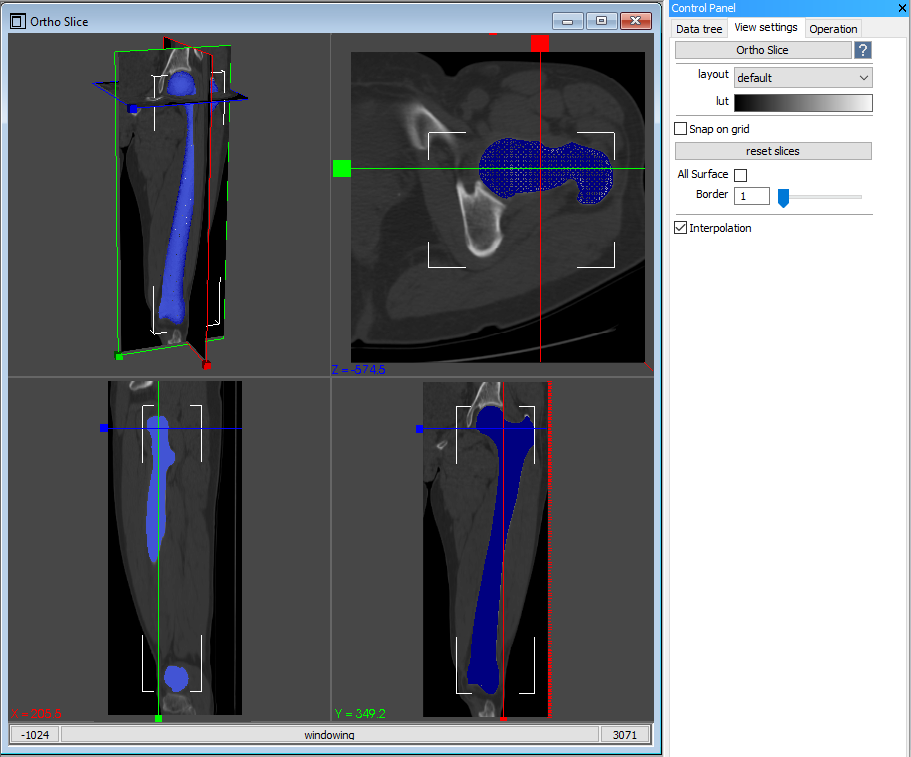 Ortho Slice
Control Panel
Data tree
View settings
Operation
Ortho Slice
?
layout
default
lut
Snap on grid
reset slices
All Surface
Border
1
Interpolation
Z = -574.5
Y = 349.2
-1024
windowing
3071